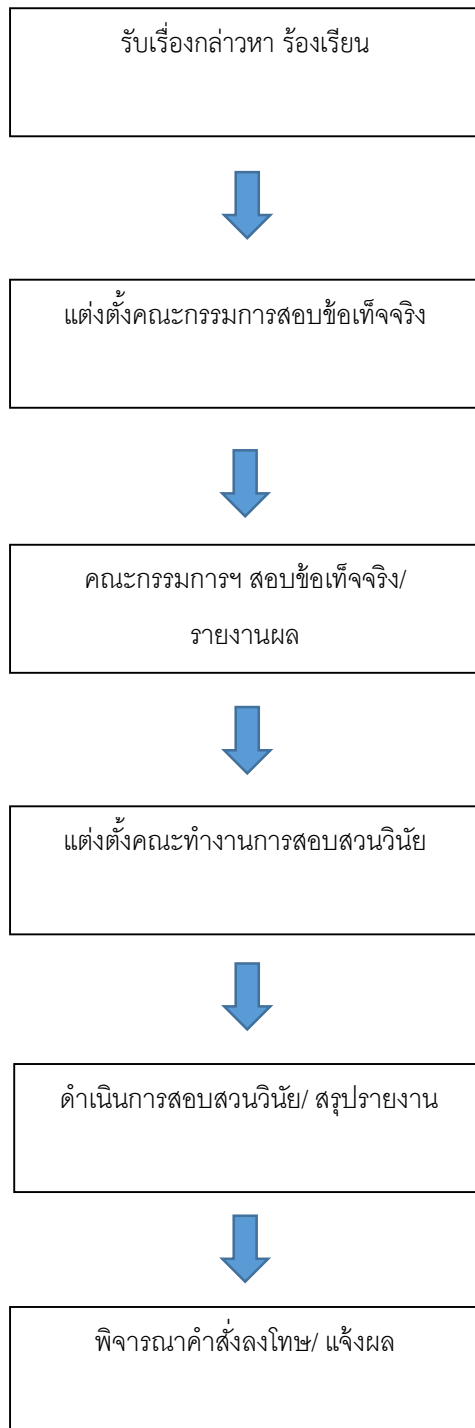 รับเรื่องกล่าวหา ร้องเรียน
แต่งตั้งคณะกรรมการสอบข้อเท็จจริง
คณะกรรมการฯ สอบข้อเท็จจริง/
รายงานผล
แต่งตั้งคณะทำงานการสอบสวนวินัย
ดำเนินการสอบสวนวินัย/ สรุปรายงาน
พิจารณาคำสั่งลงโทษ/ แจ้งผล